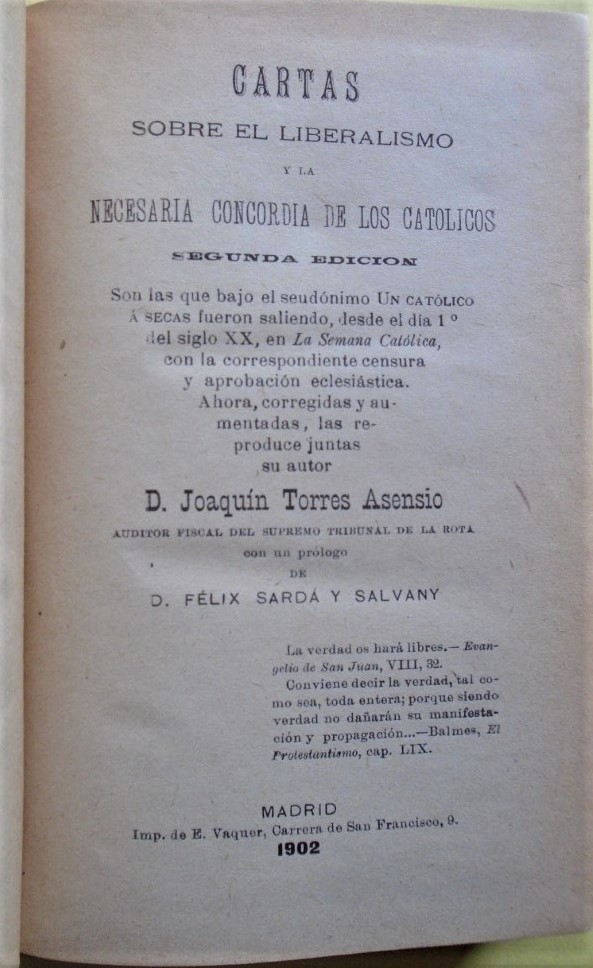 CARTAS
SOBRE EL LIBERALISMO
Y LA
NECESARIA CONCORDIA DE LOS CATOLICOS
SEGUNDA EDICION
Son las que bajo el seudónimo UN CATÓLICO
Á SECAS fueron saliendo, desde el dia 1º
del siglo XX, en La Semana Católica,
con la correspondiente censura
y aprobación eclesiástica.
Ahora, corregidas y au-
mentadas, las re-
produce juntas
su autor
D. Joaquín Torres Asensio
AUDITOR FISCAL DEL SUPREMO TRIBUNAL DE LA ROTA
con un prólogo
DE
D. FÉLIX SARDÁ Y SALVANY
La verdad os hará libres.— Evan-
gelio de San Juan, VIII, 32.
Conviene decir la verdad, tal co-
mo sea, toda entera; porque siendo
verdad no dañarán su manifesta-
ción y propagación...—Balmes, El
Protestantismo, cap. LIX.
MADRID
Imp. de E. Vaquer, Carrera de San Francisco, 9.
1902